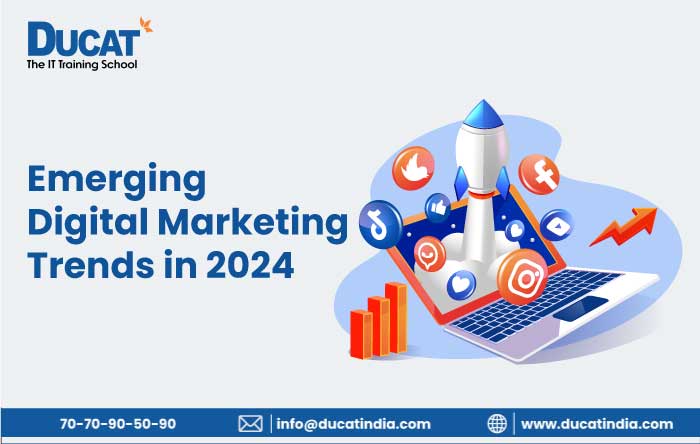 DUCAT
The IT Training School
Emerging
Digital Marketing
Trends in 2024
70-70-90-50-90
info@ducatindia.com
www.ducatindia.com